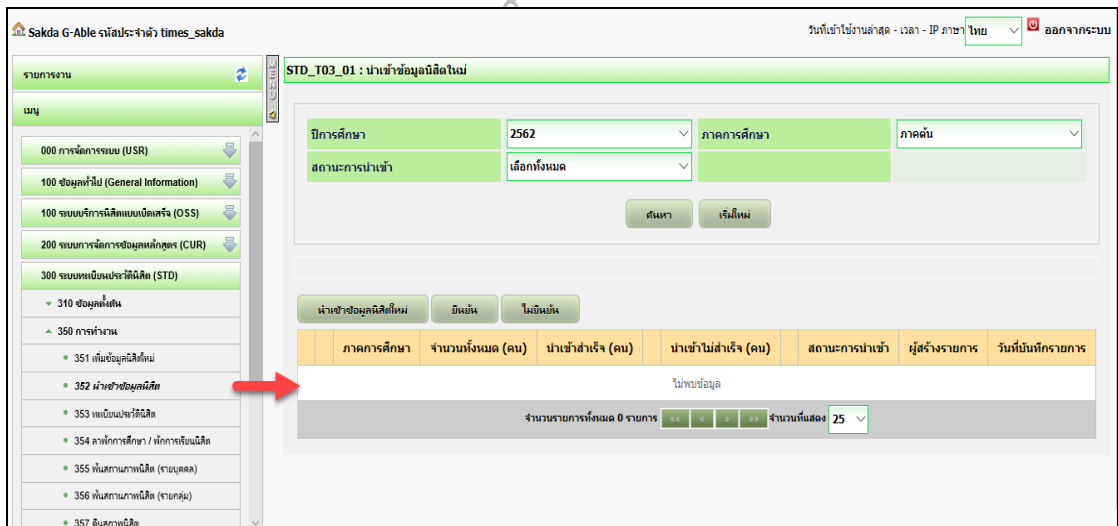 Sakda G-Able รหัสประจำตัว times_sakda
วันที่เข้าใช้งานล่าสุด - เวลา - IP ภาษา ไทย ออกจากระบบ
รายการงาน
เมนู
MENU
000 การจัดการระบบ (USR)
100 ข้อมูลทั่วไป (General Information)
100 ระบบบริการนิสิตแบบเบ็ดเสร็จ (OSS)
200 ระบบการจัดการข้อมูลหลักสูตร (CUR)
300 ระบบทะเบียนประวัตินิสิต (STD)
310 ข้อมูลตั้งต้น
350 การทำงาน
351 เพิ่มข้อมูลนิสิตใหม่
352 นำเข้าข้อมูลนิสิต
353 ทะเบียนประวัตินิสิต
354 ลาพักการศึกษา / พักการเรียนนิสิต
355 พ้นสถานภาพนิสิต (รายบุคคล)
356 พ้นสถานภาพนิสิต (รายกลุ่ม)
357 คืนสภาพนิสิต
STD_T03_01 : นำเข้าข้อมูลนิสิตใหม่
ปีการศึกษา 2562 ภาคการศึกษา ภาคต้น
สถานะการนำเข้า เลือกทั้งหมด
ค้นหา เริ่มใหม่
นำเข้าข้อมูลนิสิตใหม่ ยืนยัน ไม่ยืนยัน
ภาคการศึกษา จำนวนทั้งหมด (คน) นำเข้าสำเร็จ (คน) นำเข้าไม่สำเร็จ (คน) สถานะการนำเข้า ผู้สร้างรายการ วันที่บันทึกรายการ
ไม่พบข้อมูล
จำนวนรายการทั้งหมด 0 รายการ << < > >> จำนวนที่แสดง 25